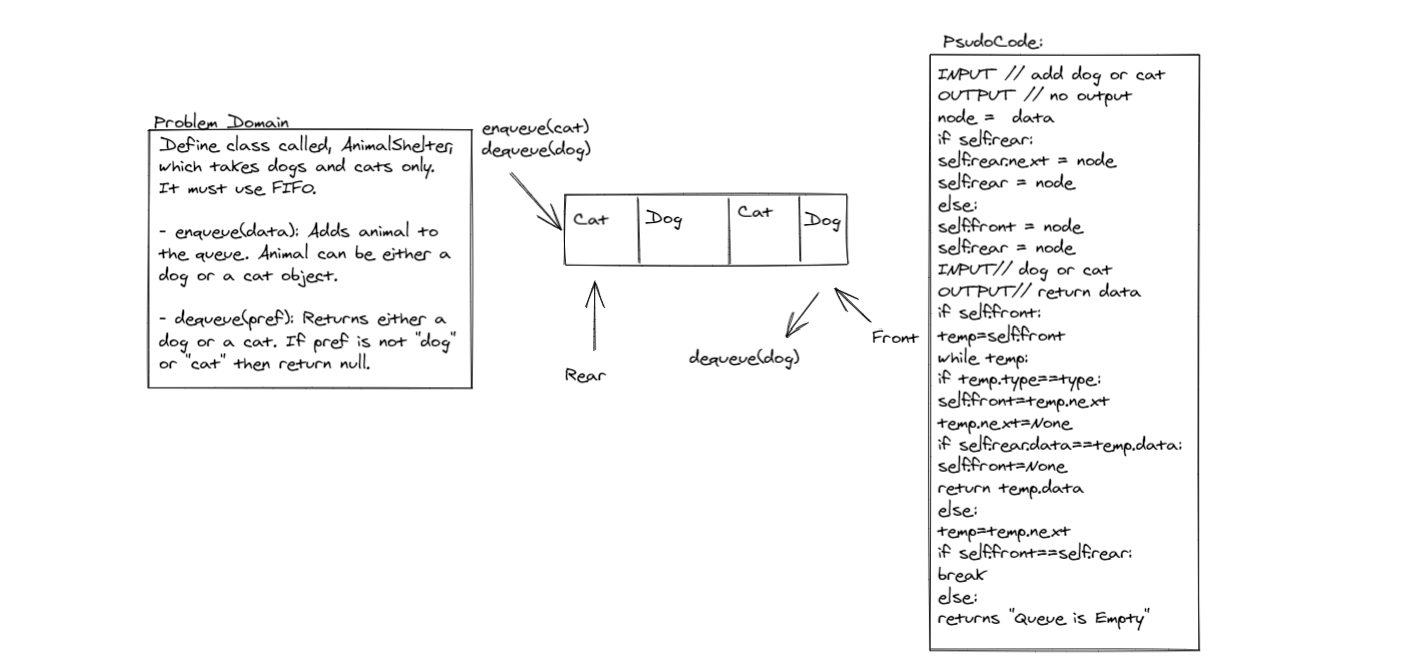 Problem Domain
Define class called, AnimalShelter,
which takes dogs and cats only.
It must use FIFO.
- enqueue(data): Adds animal to
the queue. Animal can be either a
dog or a cat object.
- dequeue(pref): Returns either a
dog or a cat. If pref is not "dog"
or "cat" then return null.
enqueue(cat)
dequeue(dog)
Cat
Dog
Cat
Dog
Rear
dequeue(dog)
Front
PsudoCode:
INPUT // add dog or cat
OUTPUT // no output
node = data
if self.rear:
self.rear.next = node
self.rear = node
else:
self.front = node
self.rear = node
INPUT// dog or cat
OUTPUT// return data
if self.front:
temp=self.front
while temp:
if temp.type==type:
self.front=temp.next
temp.next=None
if self.rear.data==temp.data:
self.front=None
return temp.data
else:
temp=temp.next
if self.front==self.rear:
break
else:
returns "Queue is Empty"